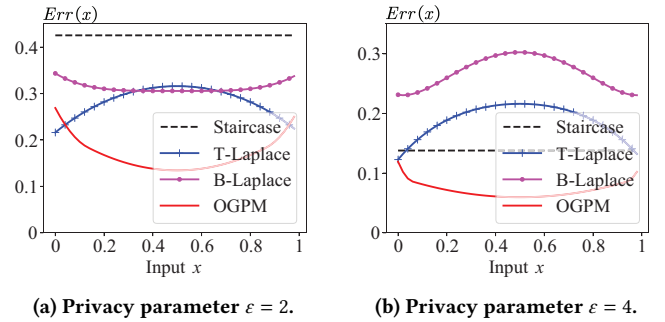 Err(x)
0.4
0.3
0.2
0.1
0
0 0.2 0.4 0.6 0.8 1
Input x
Staircase
T-Laplace
B-Laplace
OGPM
(a) Privacy parameter ε = 2.
Err(x)
0.3
0.2
0.1
0
0 0.2 0.4 0.6 0.8 1
Input x
Staircase
T-Laplace
B-Laplace
OGPM
(b) Privacy parameter ε = 4.